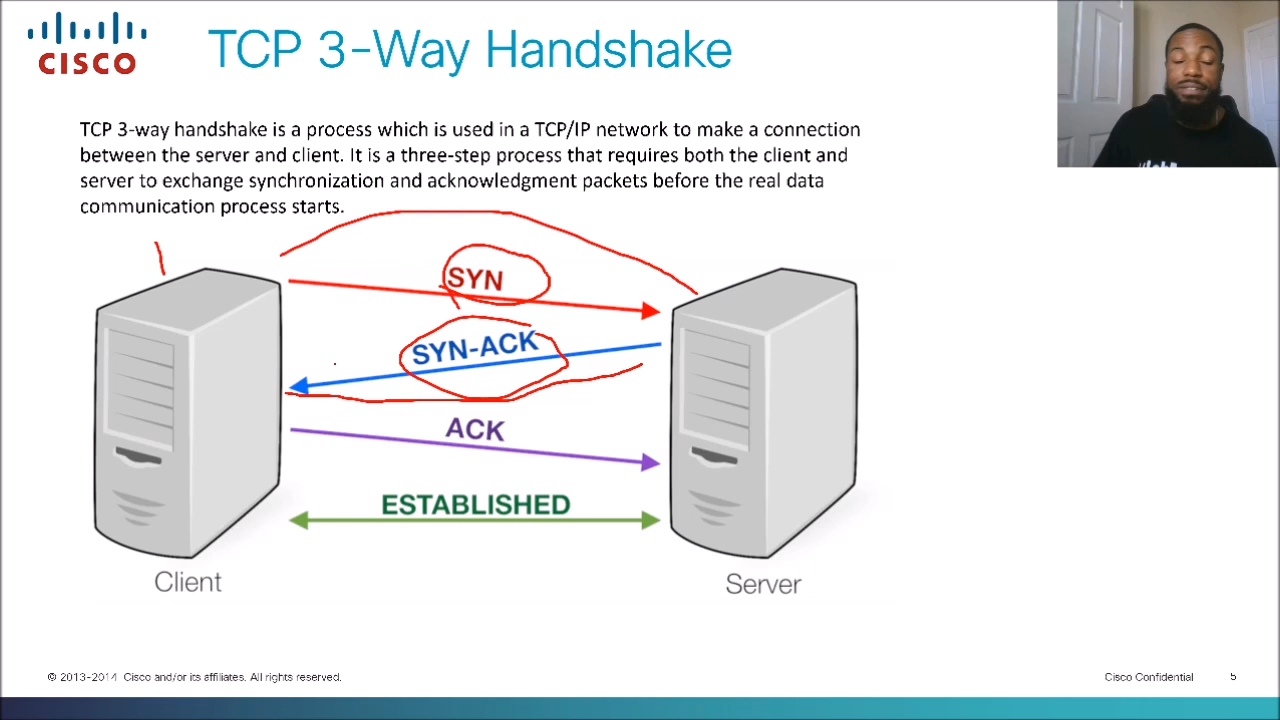 CISCO
TCP 3-Way Handshake
TCP 3-way handshake is a process which is used in a TCP/IP network to make a connection
between the server and client. It is a three-step process that requires both the client and
server to exchange synchronization and acknowledgment packets before the real data
communication process starts.
SYN
SYN-ACK
ACK
ESTABLISHED
Client
Server
© 2013-2014 Cisco and/or its affiliates. All rights reserved.
Cisco Confidential
5